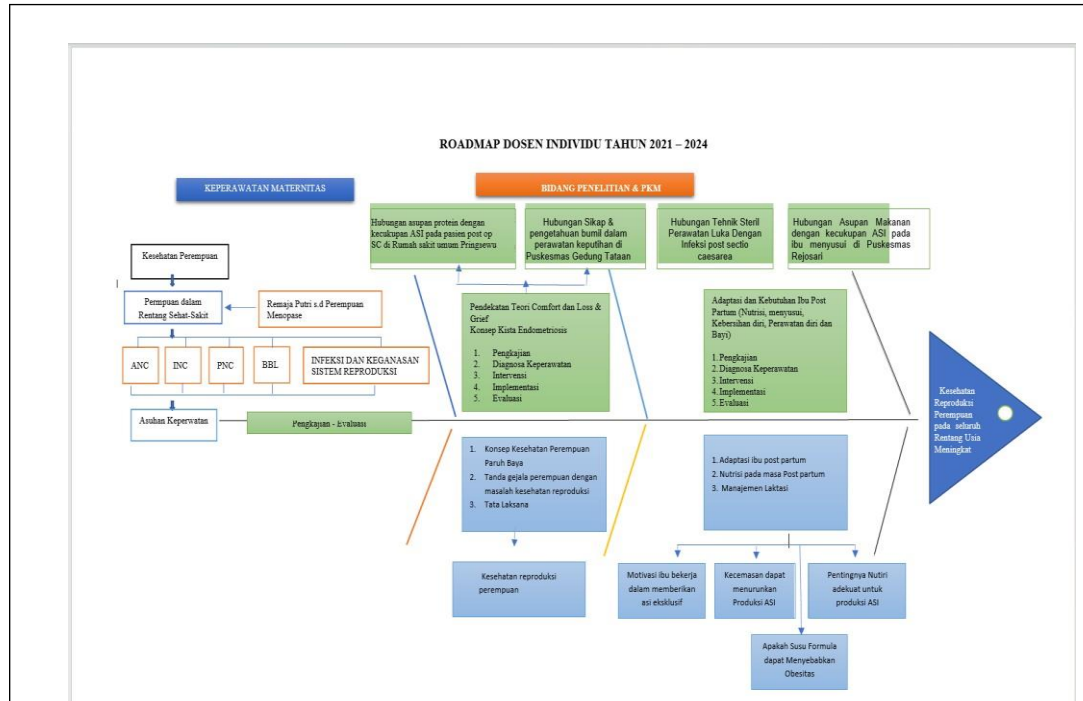 ROADMAP DOSEN INDIVIDU TAHUN 2021 – 2024
KEPERAWATAN MATERNITAS
BIDANG PENELITIAN & PKM
Hubungan asupan protein dengan
kecukupan ASI pada pasien post op
SC di Rumah sakit umum Pringsewu
Hubungan Sikap &
pengetahuan bumil dalam
perawatan keputihan di
Puskesmas Gedung Tataan
Hubungan Tehnik Steril
Perawatan Luka Dengan
Infeksi post sectio
caesarea
Hubungan Asupan Makanan
dengan kecukupan ASI pada
ibu menyusui di Puskesmas
Rejosari
Kesehatan Perempuan
Permpuan dalam
Rentang Sehat-Sakit
Remaja Putri s.d Perempuan
Menopase
ANC
INC
PNC
BBL
INFEKSI DAN KEGANASAN
SISTEM REPRODUKSI
Asuhan Keperwatan
Pengkajian - Evaluasi
Pendekatan Teori Comfort dan Loss &
Grief
Konsep Kista Endometriosis
1. Pengkajian
2. Diagnosa Keperawatan
3. Intervensi
4. Implementasi
5. Evaluasi
Adaptasi dan Kebutuhan Ibu Post
Partum (Nutrisi, menyusui,
Kebersihan diri, Perawatan diri dan
Bayi)
1. Pengkajian
2. Diagnosa Keperawatan
3. Intervensi
4. Implementasi
5. Evaluasi
Kesehatan
Reproduksi
Perempuan
pada seluruh
Rentang Usia
Meningkat
1. Konsep Kesehatan Perempuan
Paruh Baya
2. Tanda gejala perempuan dengan
masalah kesehatan reproduksi
3. Tata Laksana
1. Adaptasi ibu post partum
2. Nutrisi pada masa Post partum
3. Manajemen Laktasi
Kesehatan reproduksi
perempuan
Motivasi Ibu bekerja
dalam memberikan
asi eksklusif
Kecemasan dapat
menurunkan
Produksi ASI
Pentingnya Nutiri
adekuat untuk
produksi ASI
Apakah Susu Formula
dapat Menyebabkan
Obesitas